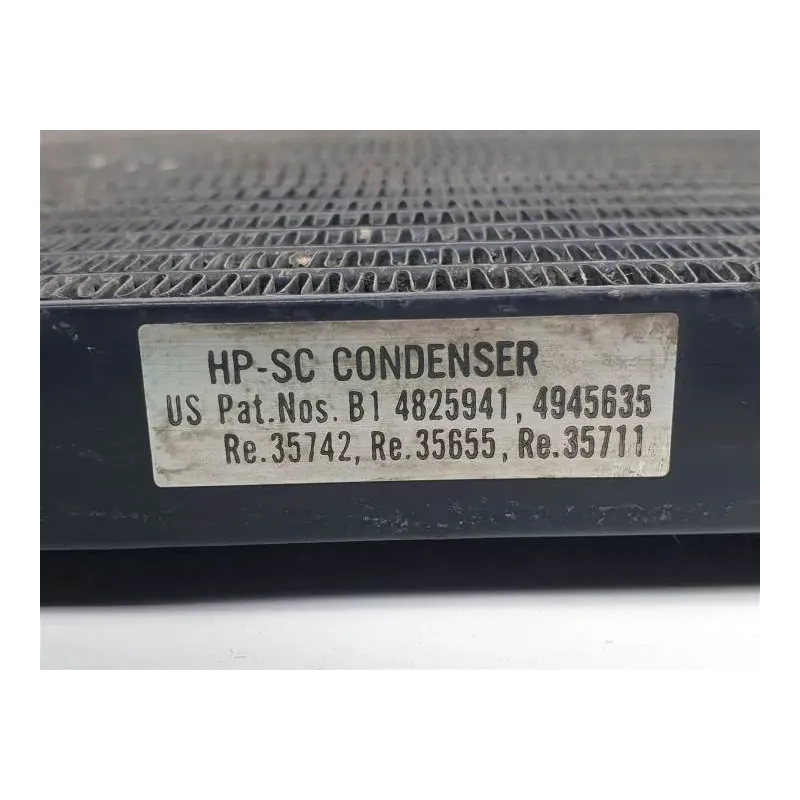 HP-SC CONDENSER
US Pat.Nos. B1 4825941, 4945635
Re.35742, Re.35655, Re.35711